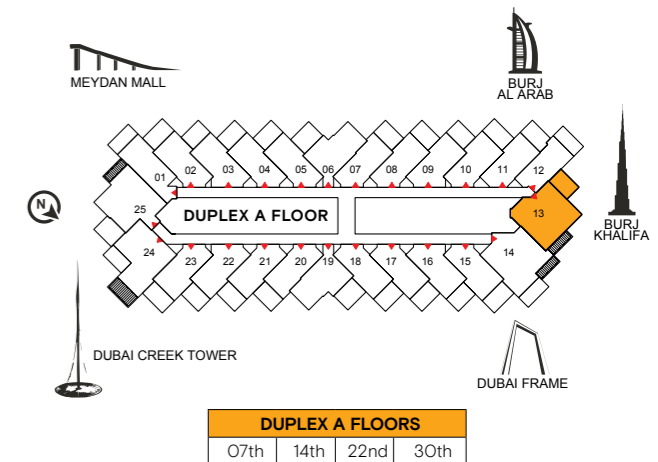 MEYDAN MALL
BURJ
AL ARAB
BURJ
KHALIFA
N
DUPLEX A FLOOR
01 02 03 04 05 06 07 08 09 10 11 12
25 13
24 23 22 21 20 19 18 17 16 15 14
DUBAI CREEK TOWER
DUBAI FRAME
DUPLEX A FLOORS
07th 14th 22nd 30th